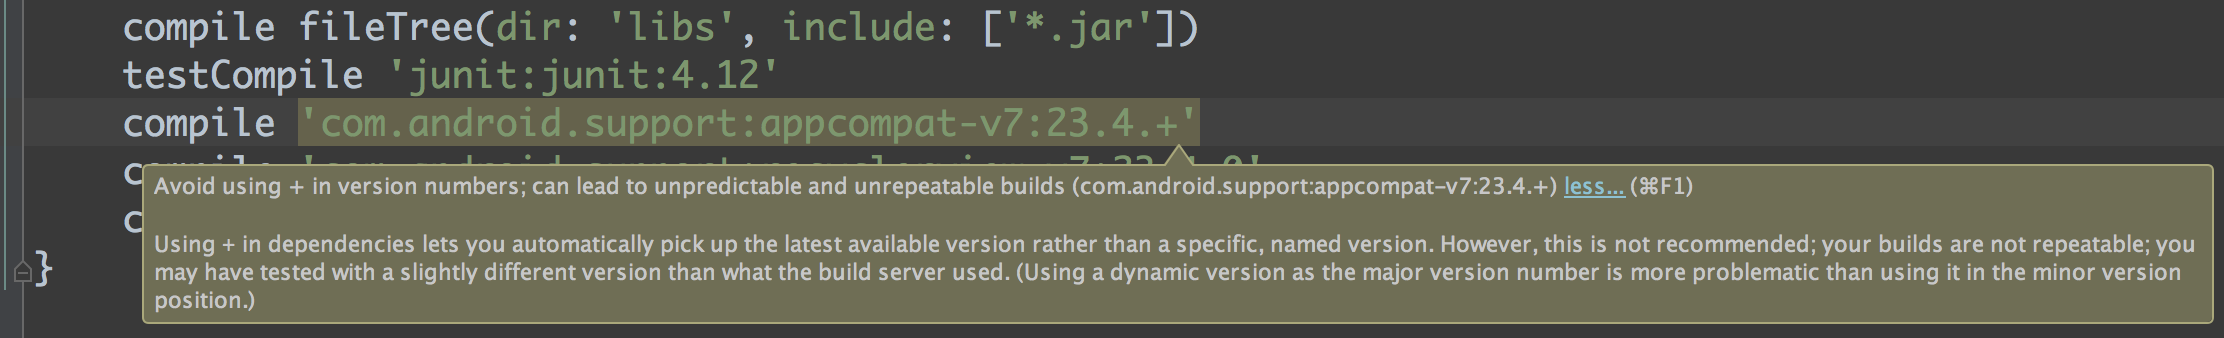 compile fileTree(dir: 'libs', include: ['*.jar'])
testCompile 'junit:junit:4.12'
compile 'com.android.support:appcompat-v7:23.4.+'
Avoid using + in version numbers; can lead to unpredictable and unrepeatable builds (com.android.support:appcompat-v7:23.4.+) less... (⌘F1)
Using + in dependencies lets you automatically pick up the latest available version rather than a specific, named version. However, this is not recommended; your builds are not repeatable; you
may have tested with a slightly different version than what the build server used. (Using a dynamic version as the major version number is more problematic than using it in the minor version
position.)
}